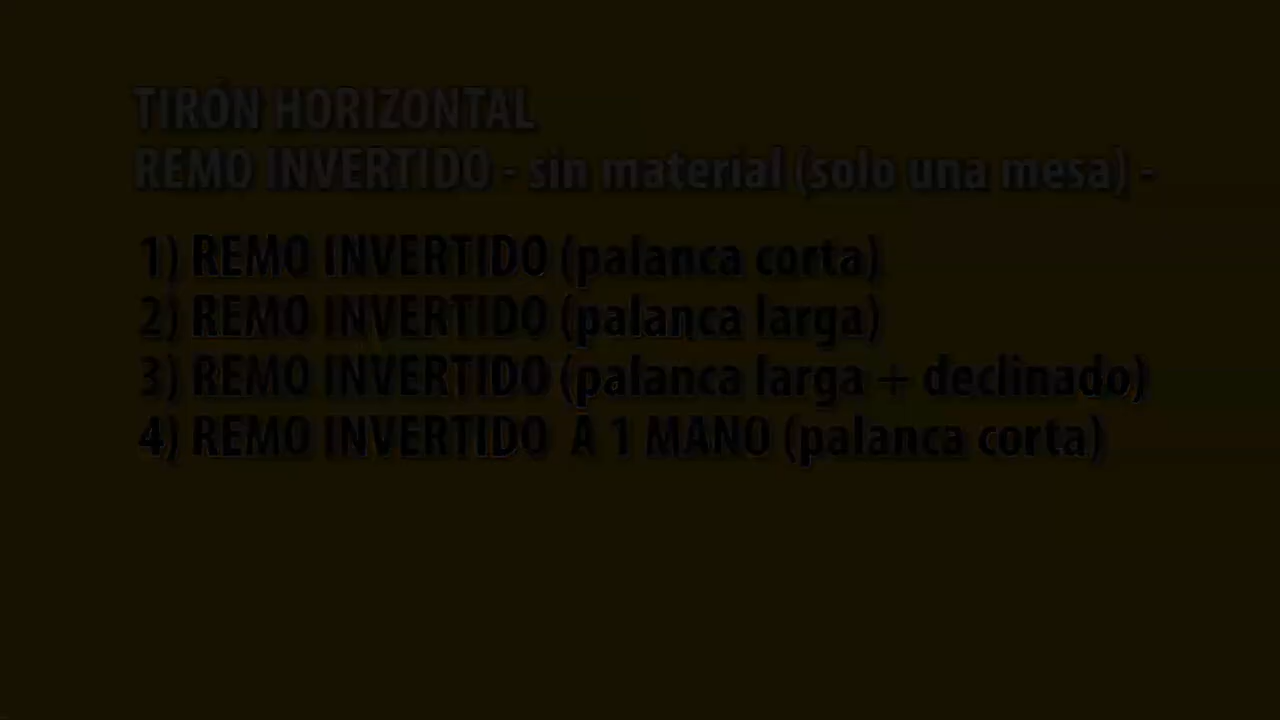 TIRÓN HORIZONTAL
REMO INVERTIDO - sin material (solo una mesa) -
1) REMO INVERTIDO (palanca corta)
2) REMO INVERTIDO (palanca larga)
3) REMO INVERTIDO (palanca larga + declinado)
4) REMO INVERTIDO A 1 MANO (palanca corta)